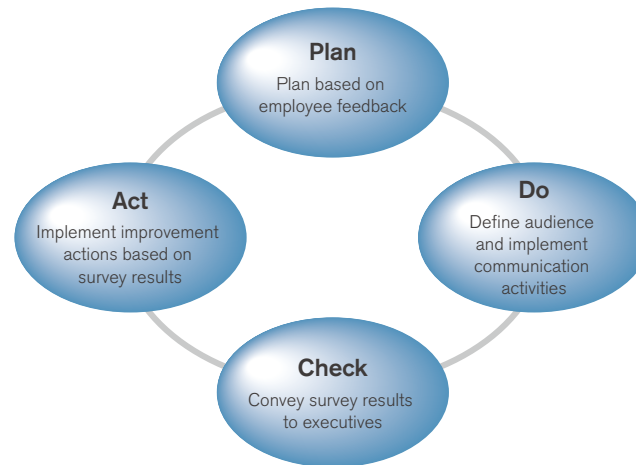 Plan
Plan based on
employee feedback
Do
Define audience
and implement
communication
activities
Check
Convey survey results
to executives
Act
Implement improvement
actions based on
survey results